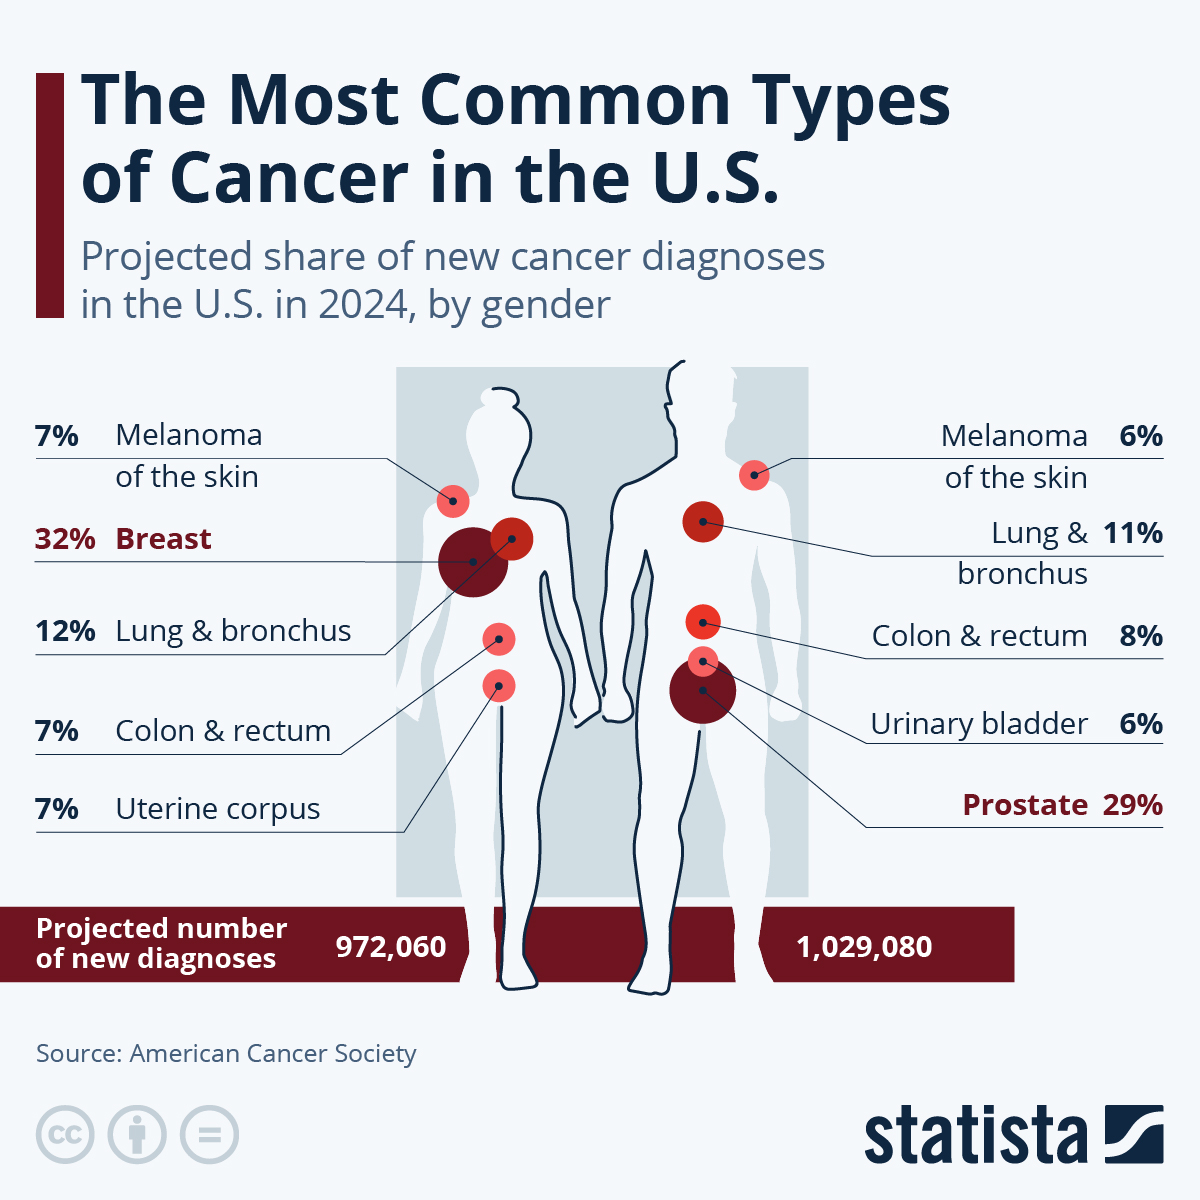 The Most Common Types
of Cancer in the U.S.
Projected share of new cancer diagnoses
in the U.S. in 2024, by gender
7% Melanoma
of the skin
32% Breast
12% Lung & bronchus
7% Colon & rectum
7% Uterine corpus
Melanoma 6%
of the skin
Lung & 11%
bronchus
Colon & rectum 8%
Urinary bladder 6%
Prostate 29%
Projected number
of new diagnoses
972,060
1,029,080
Source: American Cancer Society
cc
statista